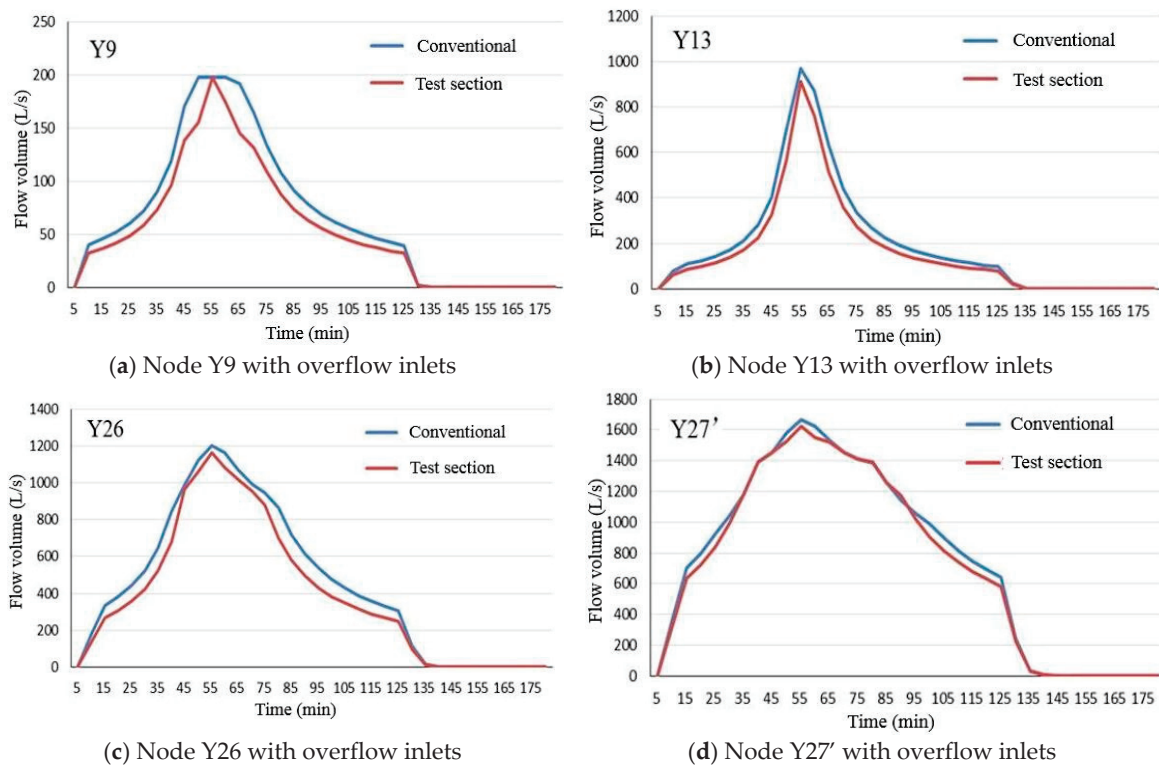 Y9
Conventional
Test section
Flow volume (L/s)
250
200
150
100
50
0
5 15 25 35 45 55 65 75 85 95 105 115 125 135 145 155 165 175
Time (min)
(a) Node Y9 with overflow inlets
Y13
Conventional
Test section
Flow volume (L/s)
1200
1000
800
600
400
200
0
5 15 25 35 45 55 65 75 85 95 105 115 125 135 145 155 165 175
Time (min)
(b) Node Y13 with overflow inlets
Y26
Conventional
Test section
Flow volume (L/s)
1400
1200
1000
800
600
400
200
0
5 15 25 35 45 55 65 75 85 95 105 115 125 135 145 155 165 175
Time (min)
(c) Node Y26 with overflow inlets
Y27’
Conventional
Test section
Flow volume (L/s)
1800
1600
1400
1200
1000
800
600
400
200
0
5 15 25 35 45 55 65 75 85 95 105 115 125 135 145 155 165 175
Time (min)
(d) Node Y27’ with overflow inlets